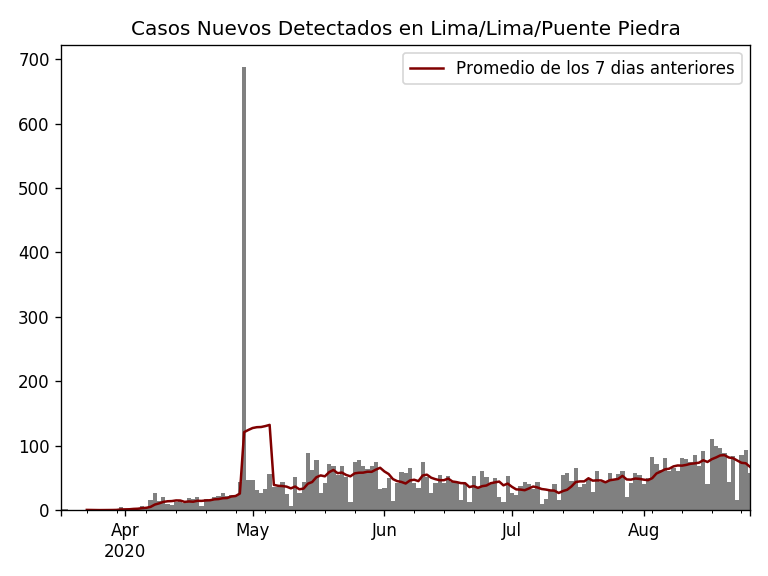 Casos Nuevos Detectados en Lima/Lima/Puente Piedra
Promedio de los 7 dias anteriores
700
600
500
400
300
200
100
0
Apr
2020
May
Jun
Jul
Aug